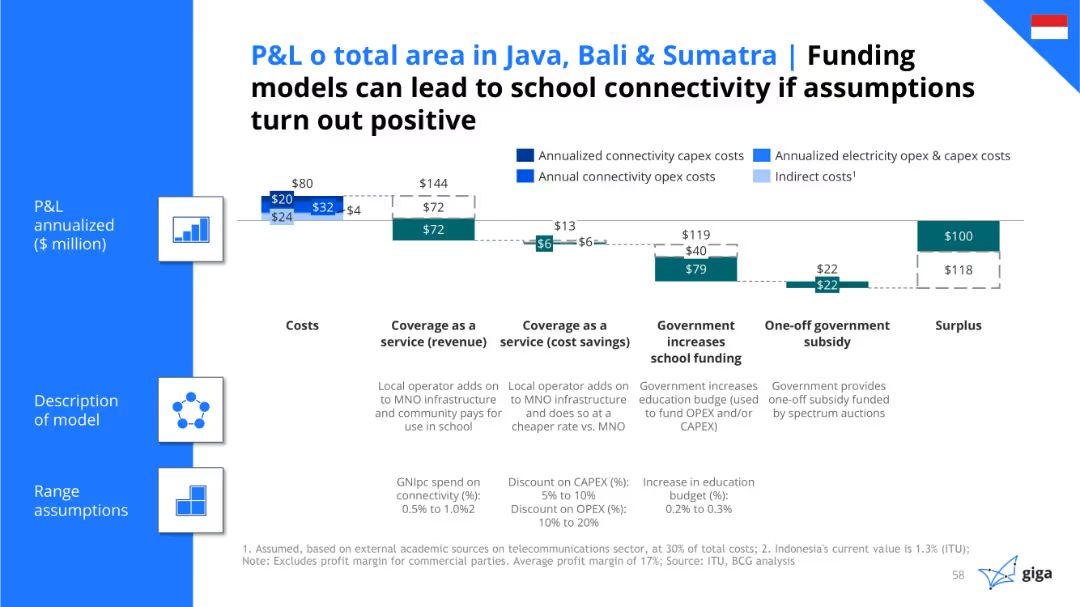 P&L o total area in Java, Bali & Sumatra | Funding
models can lead to school connectivity if assumptions
turn out positive
Annualized connectivity capex costs
Annualized electricity opex & capex costs
Annual connectivity opex costs
Indirect costs1
P&L
annualized
($ million)
$80
$20
$32
$4
$24
$144
$72
$72
$13
$6
$6
$119
$40
$79
$22
$22
$100
$118
Costs
Coverage as a
service (revenue)
Coverage as a
service (cost savings)
Government
increases
school funding
One-off government
subsidy
Surplus
Description
of model
Local operator adds on
to MNO infrastructure
and community pays for
use in school
Local operator adds on
to MNO infrastructure
and does so at a
cheaper rate vs. MNO
Government increases
education budge (used
to fund OPEX and/or
CAPEX)
Government provides
one-off subsidy funded
by spectrum auctions
Range
assumptions
GNIpc spend on
connectivity (%):
0.5% to 1.0%2
Discount on CAPEX (%):
5% to 10%
Discount on OPEX (%):
10% to 20%
Increase in education
budget (%):
0.2% to 0.3%
1. Assumed, based on external academic sources on telecommunications sector, at 30% of total costs; 2. Indonesia's current value is 1.3% (ITU);
Note: Excludes profit margin for commercial parties. Average profit margin of 17%; Source: ITU, BCG analysis
58
giga